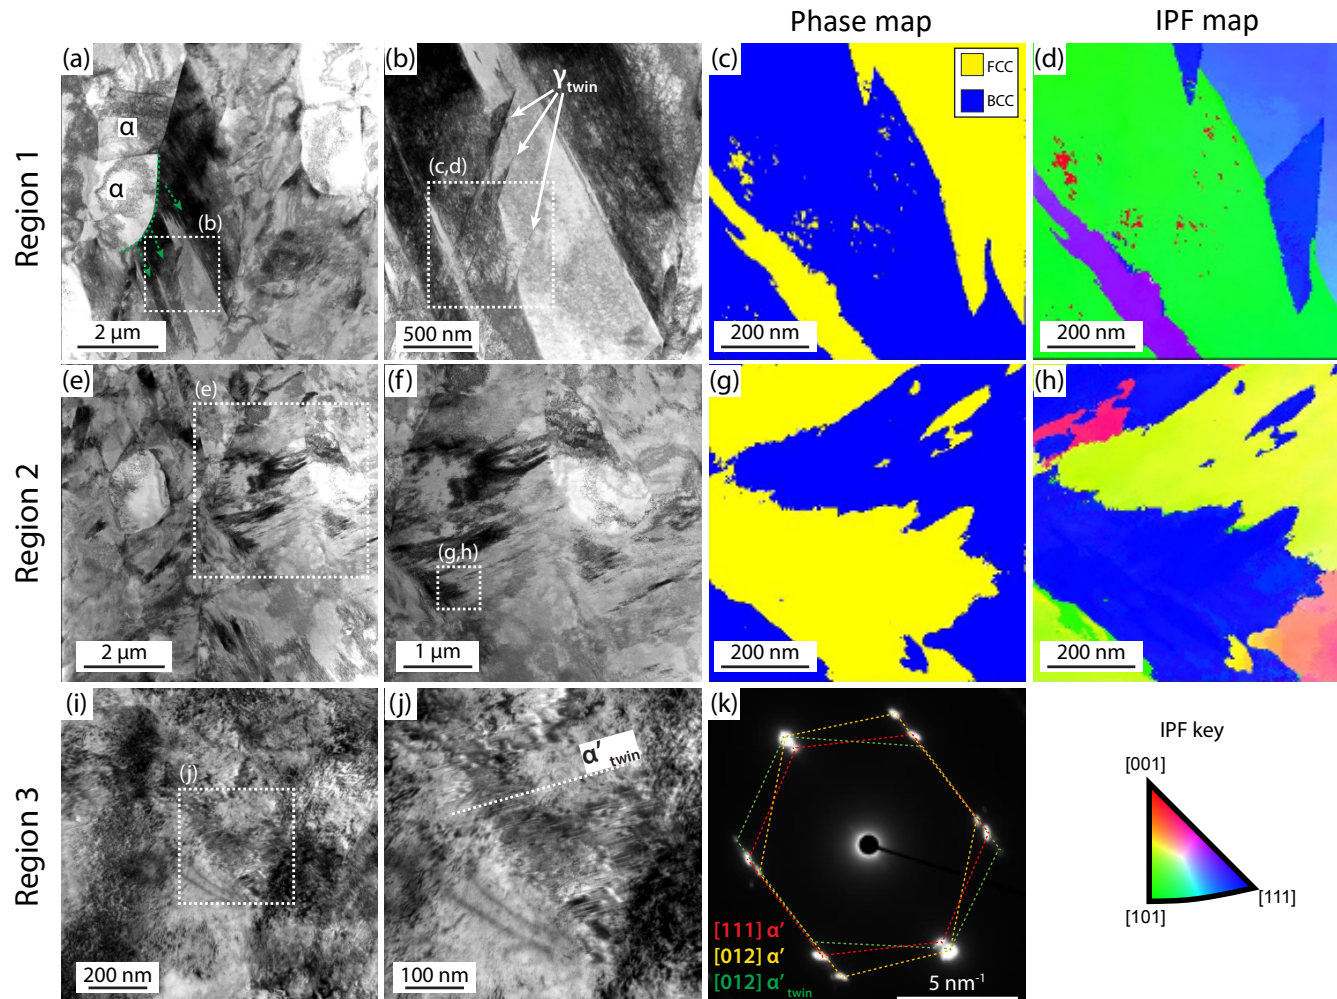 Phase map
IPF map
Region 1
(a)
α
α
(b)
2 μm
(b)
γtwin
(c,d)
500 nm
(c)
FCC
BCC
200 nm
(d)
200 nm
Region 2
(e)
(e)
2 μm
(f)
(g,h)
1 μm
(g)
200 nm
(h)
200 nm
Region 3
(i)
(j)
200 nm
(j)
α′twin
100 nm
(k)
[111] α′
[012] α′
[012] α′twin
5 nm⁻¹
IPF key
[001]
[101]
[111]